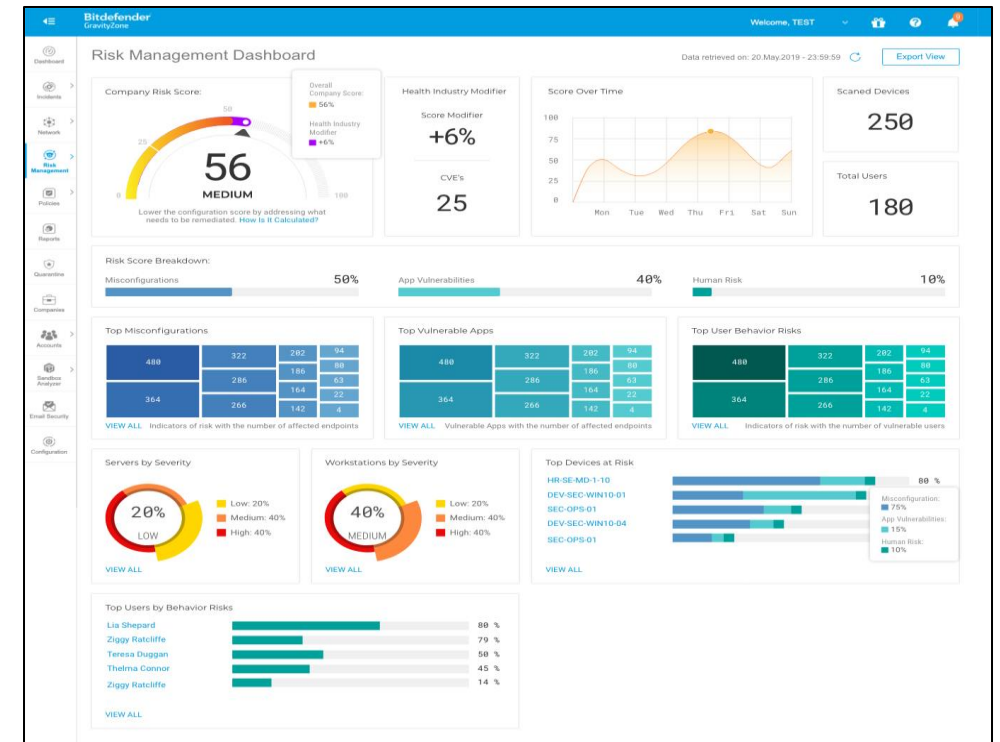 Bitdefender
GravityZone
Welcome, TEST
Dashboard
Incidents
Network
Risk
Management
Policies
Reports
Quarantine
Companies
Accounts
Sandbox
Analyzer
Email Security
Configuration
Risk Management Dashboard
Data retrieved on: 20.May.2019 - 23:59:59
Export View
Company Risk Score:
0
25
50
100
56
MEDIUM
Lower the configuration score by addressing what
needs to be remediated. How Is It Calculated?
Overall
Company Score:
56%
Health Industry
Modifier
+6%
Health Industry Modifier
Score Modifier
+6%
CVE's
25
Score Over Time
100
75
50
25
0
Mon Tue Wed Thu Fri Sat Sun
Scaned Devices
250
Total Users
180
Risk Score Breakdown:
Misconfigurations 50%
App Vulnerabilities 40%
Human Risk 10%
Top Misconfigurations
480
364
322
286
266
202
186
164
142
94
80
63
22
4
VIEW ALL Indicators of risk with the number of affected endpoints
Top Vulnerable Apps
480
364
322
286
266
202
186
164
142
94
80
63
22
4
VIEW ALL Vulnerable Apps with the number of affected endpoints
Top User Behavior Risks
480
364
322
286
266
202
186
164
142
94
80
63
22
4
VIEW ALL Indicators of risk with the number of vulnerable users
Servers by Severity
20%
LOW
Low: 20%
Medium: 40%
High: 40%
VIEW ALL
Workstations by Severity
40%
MEDIUM
Low: 20%
Medium: 40%
High: 40%
VIEW ALL
Top Devices at Risk
HR-SE-MD-1-10 80 %
DEV-SEC-WIN10-01
SEC-OPS-01
DEV-SEC-WIN10-04
SEC-OPS-01
Misconfiguration:
75%
App Vulnerabilities:
15%
Human Risk:
10%
VIEW ALL
Top Users by Behavior Risks
Lia Shepard 80 %
Ziggy Ratcliffe 79 %
Teresa Duggan 50 %
Thelma Connor 45 %
Ziggy Ratcliffe 14 %
VIEW ALL